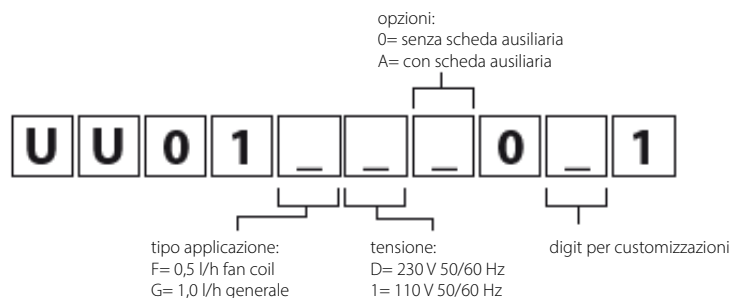 opzioni:
0= senza scheda ausiliaria
A= con scheda ausiliaria
U U 0 1 _ _ _ 0 _ 1
tipo applicazione:
F= 0,5 l/h fan coil
G= 1,0 l/h generale
tensione:
D= 230 V 50/60 Hz
1= 110 V 50/60 Hz
digit per customizzazioni